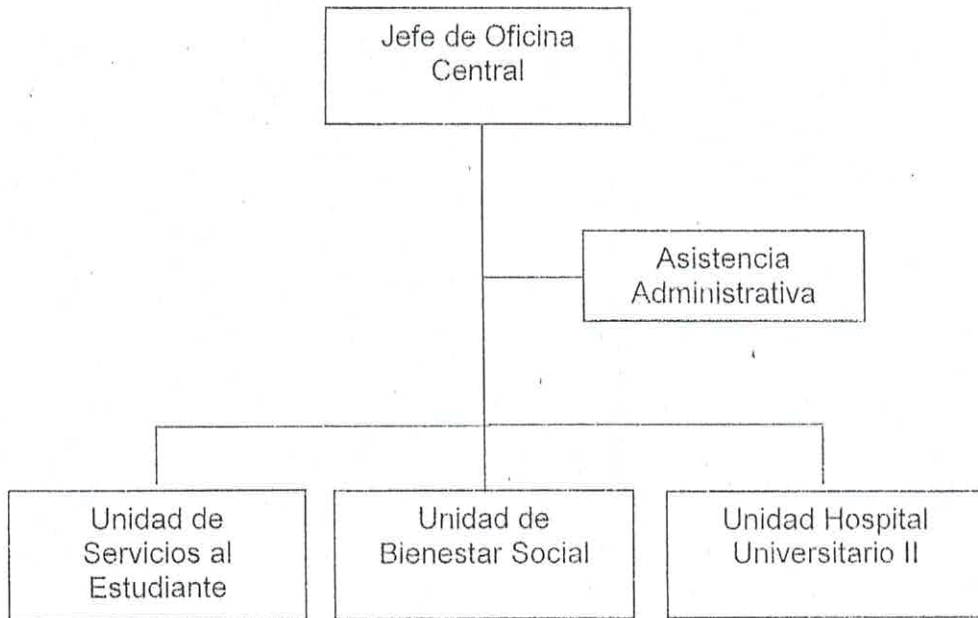 Jefe de Oficina
Central
Asistencia
Administrativa
Unidad de
Servicios al
Estudiante
Unidad de
Bienestar Social
Unidad Hospital
Universitario II